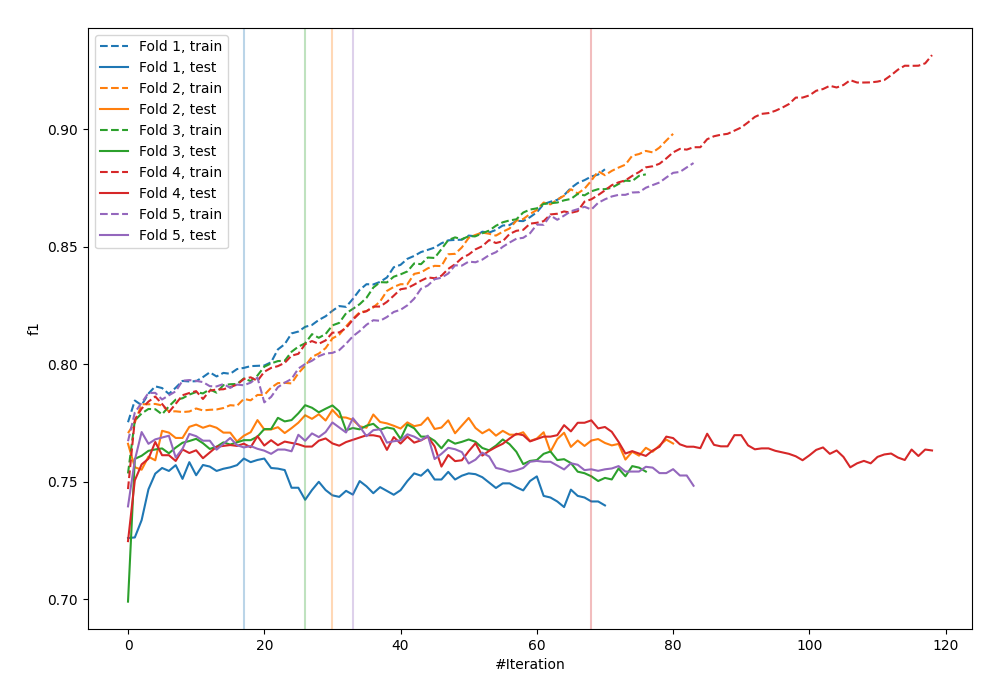 Fold 1, train
Fold 1, test
Fold 2, train
Fold 2, test
Fold 3, train
Fold 3, test
Fold 4, train
Fold 4, test
Fold 5, train
Fold 5, test
0.90
0.85
0.80
0.75
0.70
f1
0 20 40 60 80 100 120
#Iteration